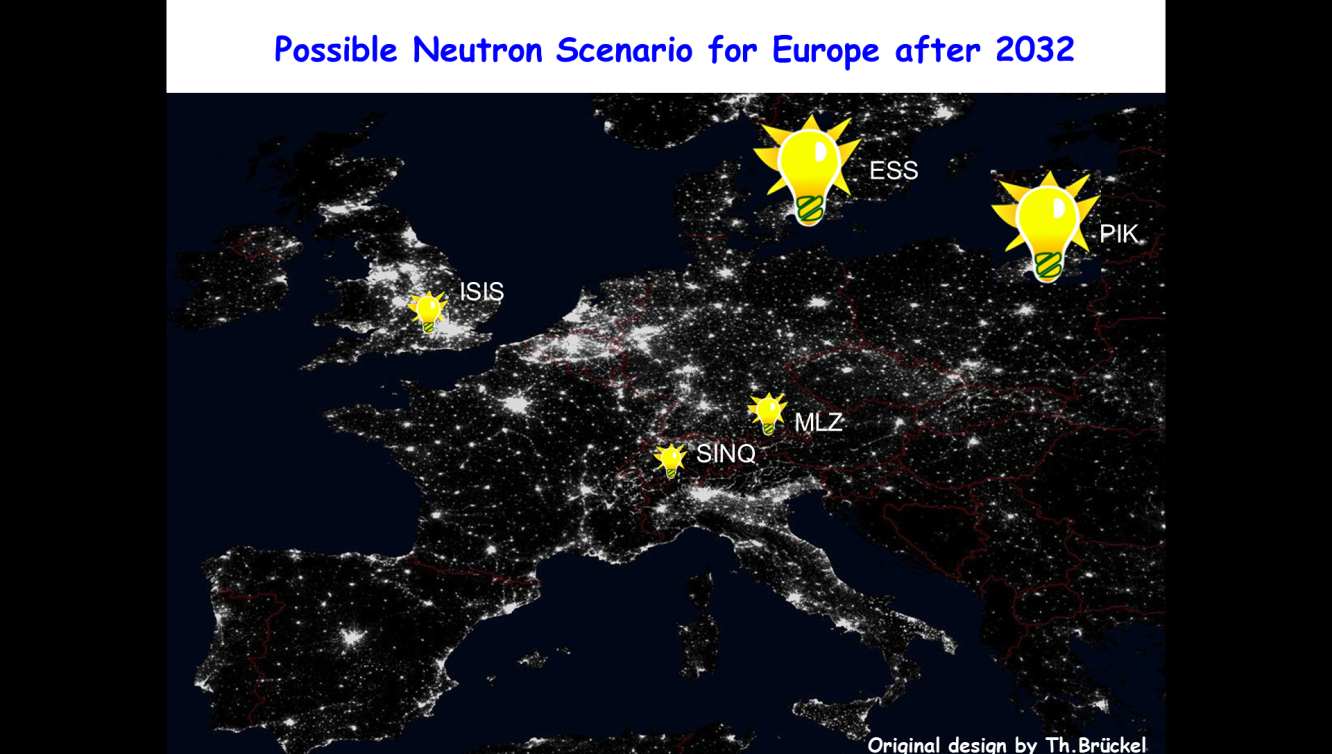 Possible Neutron Scenario for Europe after 2032
ESS
PIK
ISIS
MLZ
SINQ
Original design by Th.Brückel